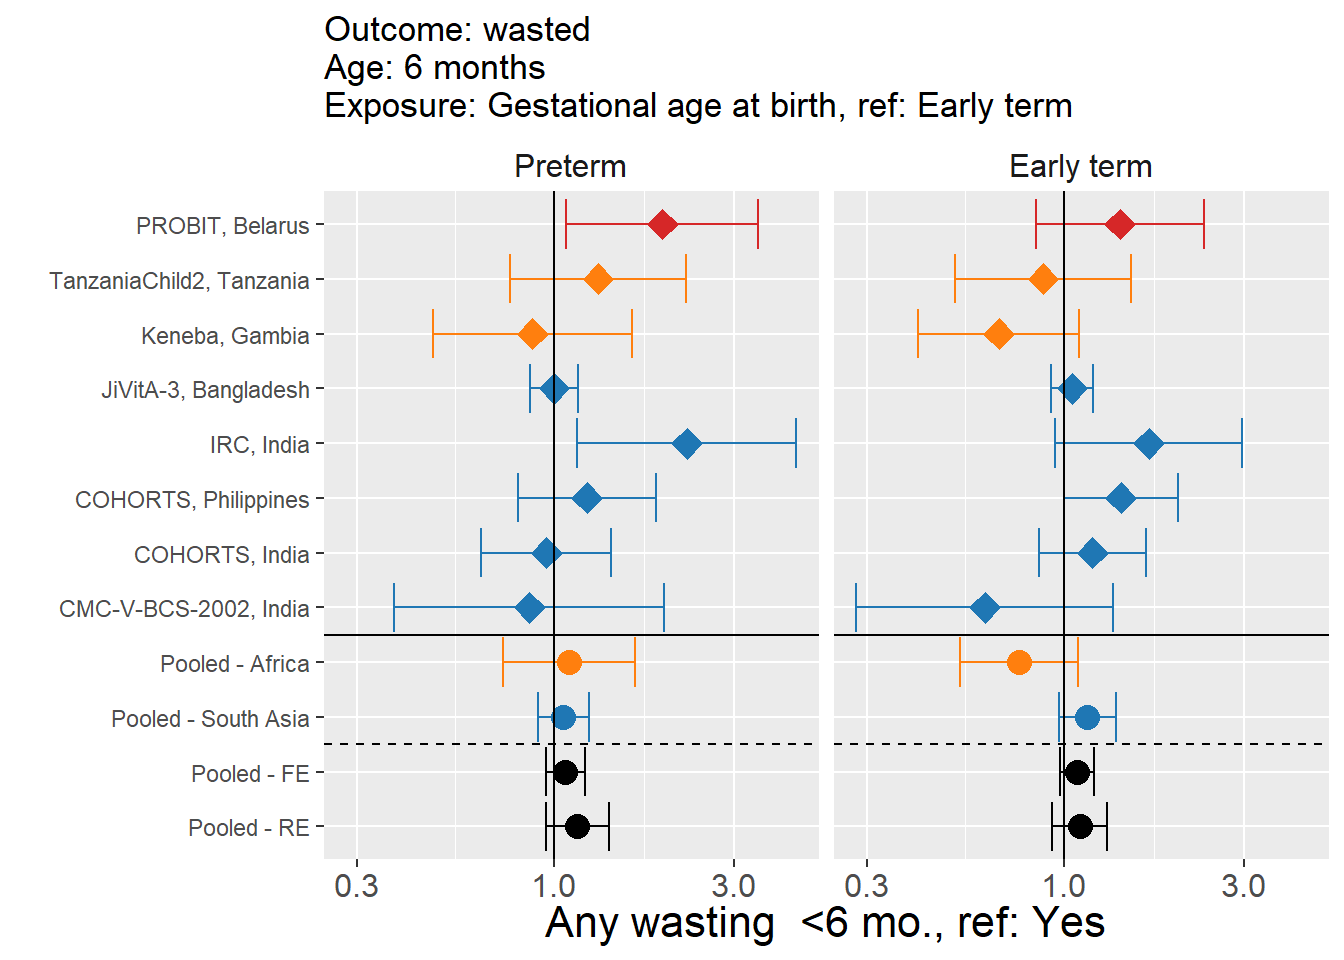 Outcome: wasted
Age: 6 months
Exposure: Gestational age at birth, ref: Early term
Preterm
Early term
PROBIT, Belarus
TanzaniaChild2, Tanzania
Keneba, Gambia
JiVitA-3, Bangladesh
IRC, India
COHORTS, Philippines
COHORTS, India
CMC-V-BCS-2002, India
Pooled - Africa
Pooled - South Asia
Pooled - FE
Pooled - RE
0.3 1.0 3.0 0.3 1.0 3.0
Any wasting  <6 mo., ref: Yes